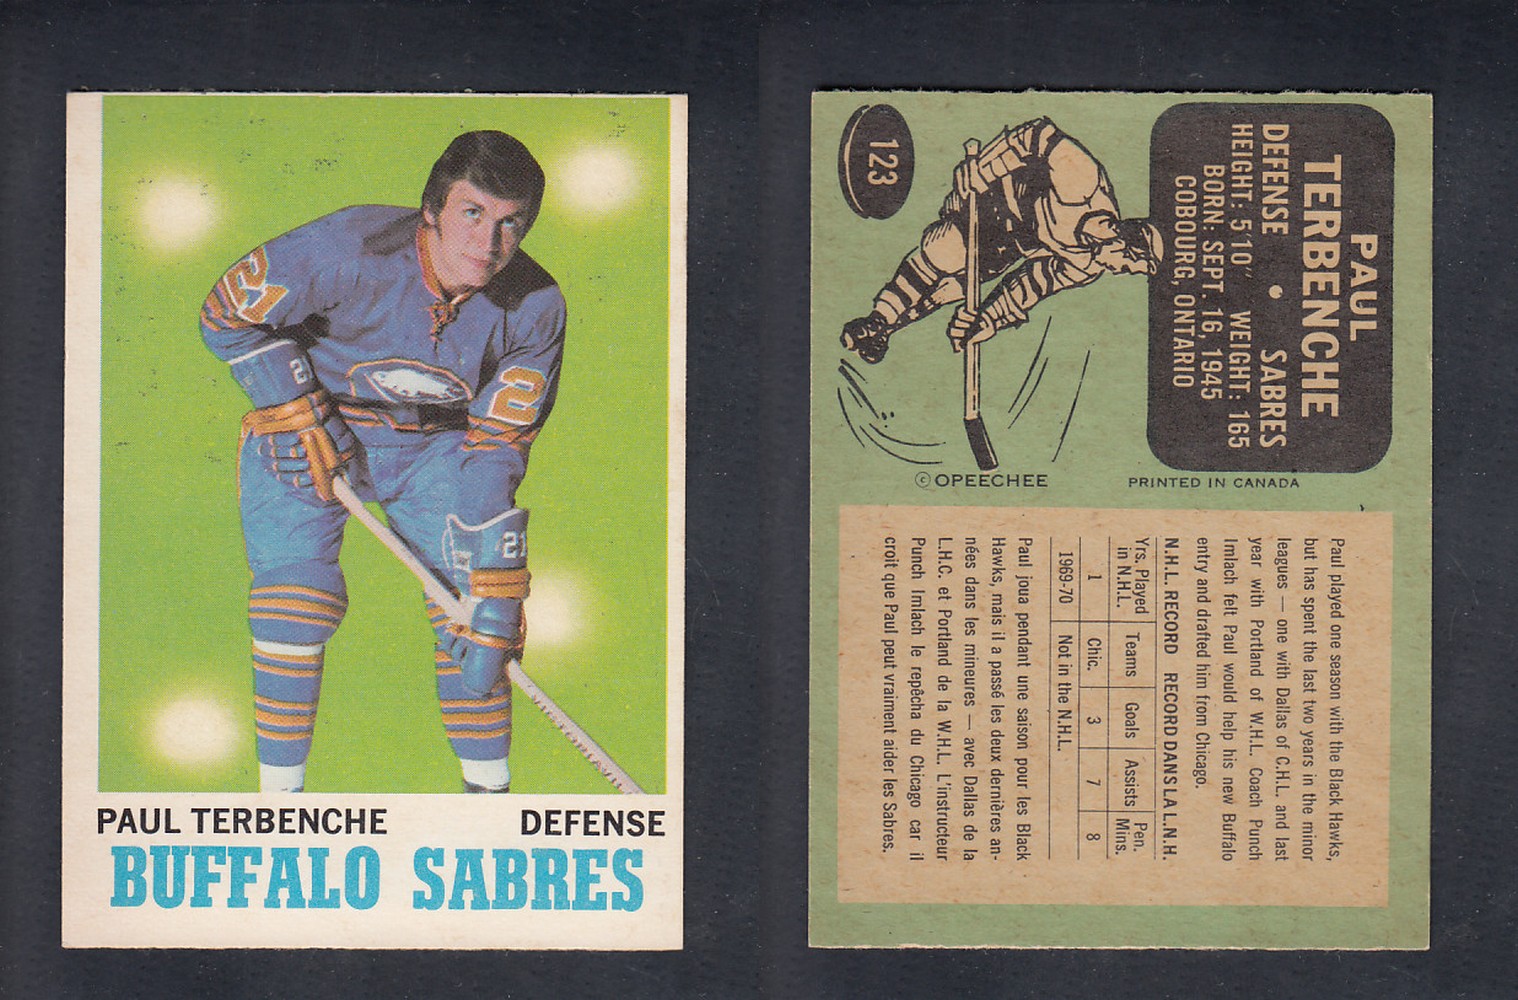 21
2
2
21
VICTORIAVILLE
PAUL TERBENCHE DEFENSE
BUFFALO SABRES
123
PAUL
TERBENCHE
DEFENSE • SABRES
HEIGHT: 5'10" WEIGHT: 165
BORN: SEPT. 16, 1945
COBOURG, ONTARIO
© OPEECHEE PRINTED IN CANADA
Paul played one season with the Black Hawks,
but has spent the last two years in the minor
leagues — one with Dallas of C.H.L. and last
year with Portland of W.H.L. Coach Punch
Imlach felt Paul would help his new Buffalo
entry and drafted him from Chicago.
N.H.L. RECORD RECORD DANS LA L.N.H.
Yrs. Played in N.H.L. Teams Goals Assists Pen. Mins.
1 Chic. 3 7 8
1969-70 Not in the N.H.L.
Paul joua pendant une saison pour les Black
Hawks, mais il a passé les deux dernières an-
nées dans les mineures — avec Dallas de la
L.H.C. et Portland de la W.H.L. L'instructeur
Punch Imlach le repêcha du Chicago car il
croit que Paul peut vraiment aider les Sabres.